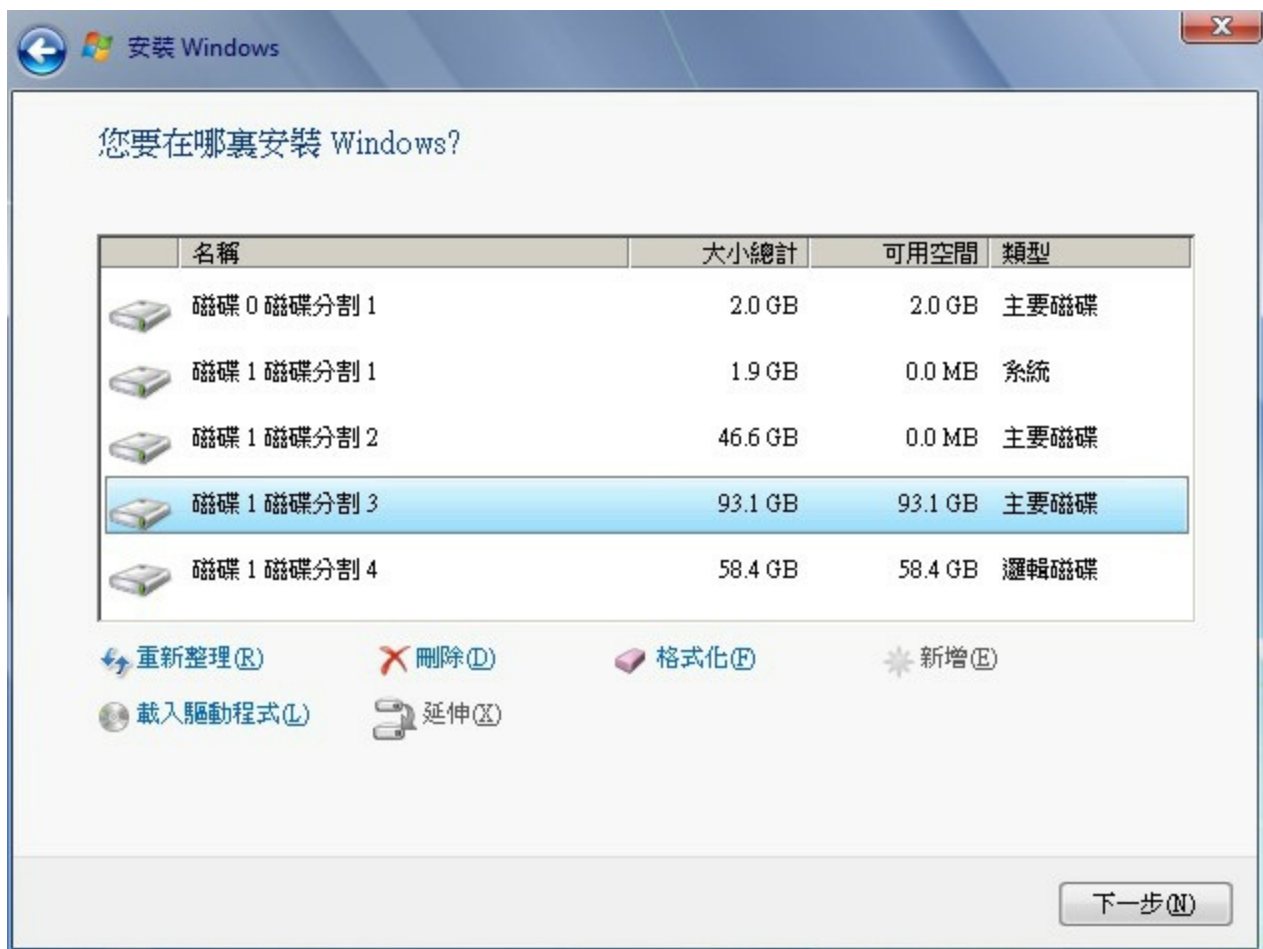 安裝 Windows
您要在哪裏安裝 Windows?
名稱 大小總計 可用空間 類型
磁碟 0 磁碟分割 1 2.0 GB 2.0 GB 主要磁碟
磁碟 1 磁碟分割 1 1.9 GB 0.0 MB 系統
磁碟 1 磁碟分割 2 46.6 GB 0.0 MB 主要磁碟
磁碟 1 磁碟分割 3 93.1 GB 93.1 GB 主要磁碟
磁碟 1 磁碟分割 4 58.4 GB 58.4 GB 邏輯磁碟
重新整理(R) 刪除(D) 格式化(F) 新增(E)
載入驅動程式(L) 延伸(X)
下一步(N)